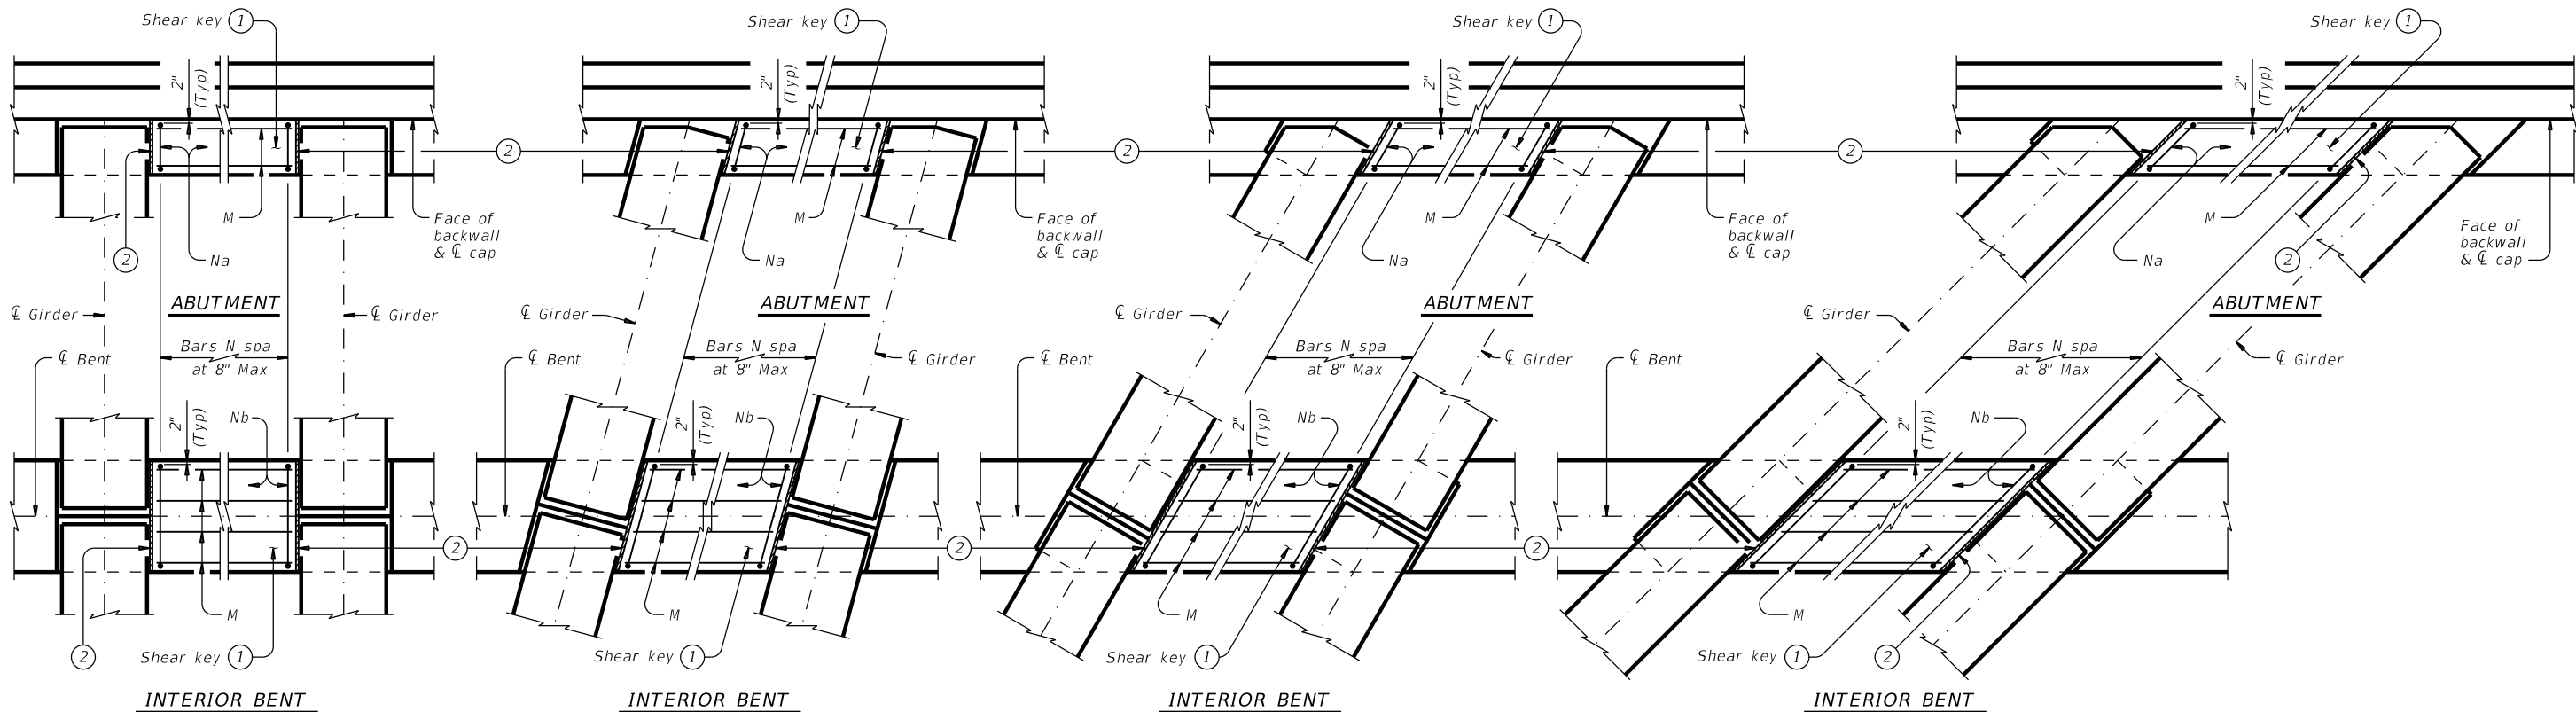 Shear key 1
Shear key 1
Shear key 1
Shear key 1
2"
(Typ)
2"
(Typ)
2"
(Typ)
2"
(Typ)
2
2
2
M
M
M
M
Face of
backwall
& ℄ cap
Face of
backwall
& ℄ cap
Face of
backwall
& ℄ cap
Face of
backwall
& ℄ cap
2
Na
Na
Na
Na
2
ABUTMENT
ABUTMENT
ABUTMENT
ABUTMENT
℄ Girder
℄ Girder
℄ Girder
℄ Girder
℄ Girder
℄ Bent
Bars N spa
at 8" Max
℄ Bent
Bars N spa
at 8" Max
℄ Girder
℄ Bent
Bars N spa
at 8" Max
℄ Girder
℄ Bent
Bars N spa
at 8" Max
℄ Girder
2"
(Typ)
Nb
2"
(Typ)
Nb
2"
(Typ)
Nb
2"
(Typ)
Nb
2
2
2
M
M
M
M
2
Shear key 1
Shear key 1
Shear key 1
Shear key 1
2
INTERIOR BENT
INTERIOR BENT
INTERIOR BENT
INTERIOR BENT